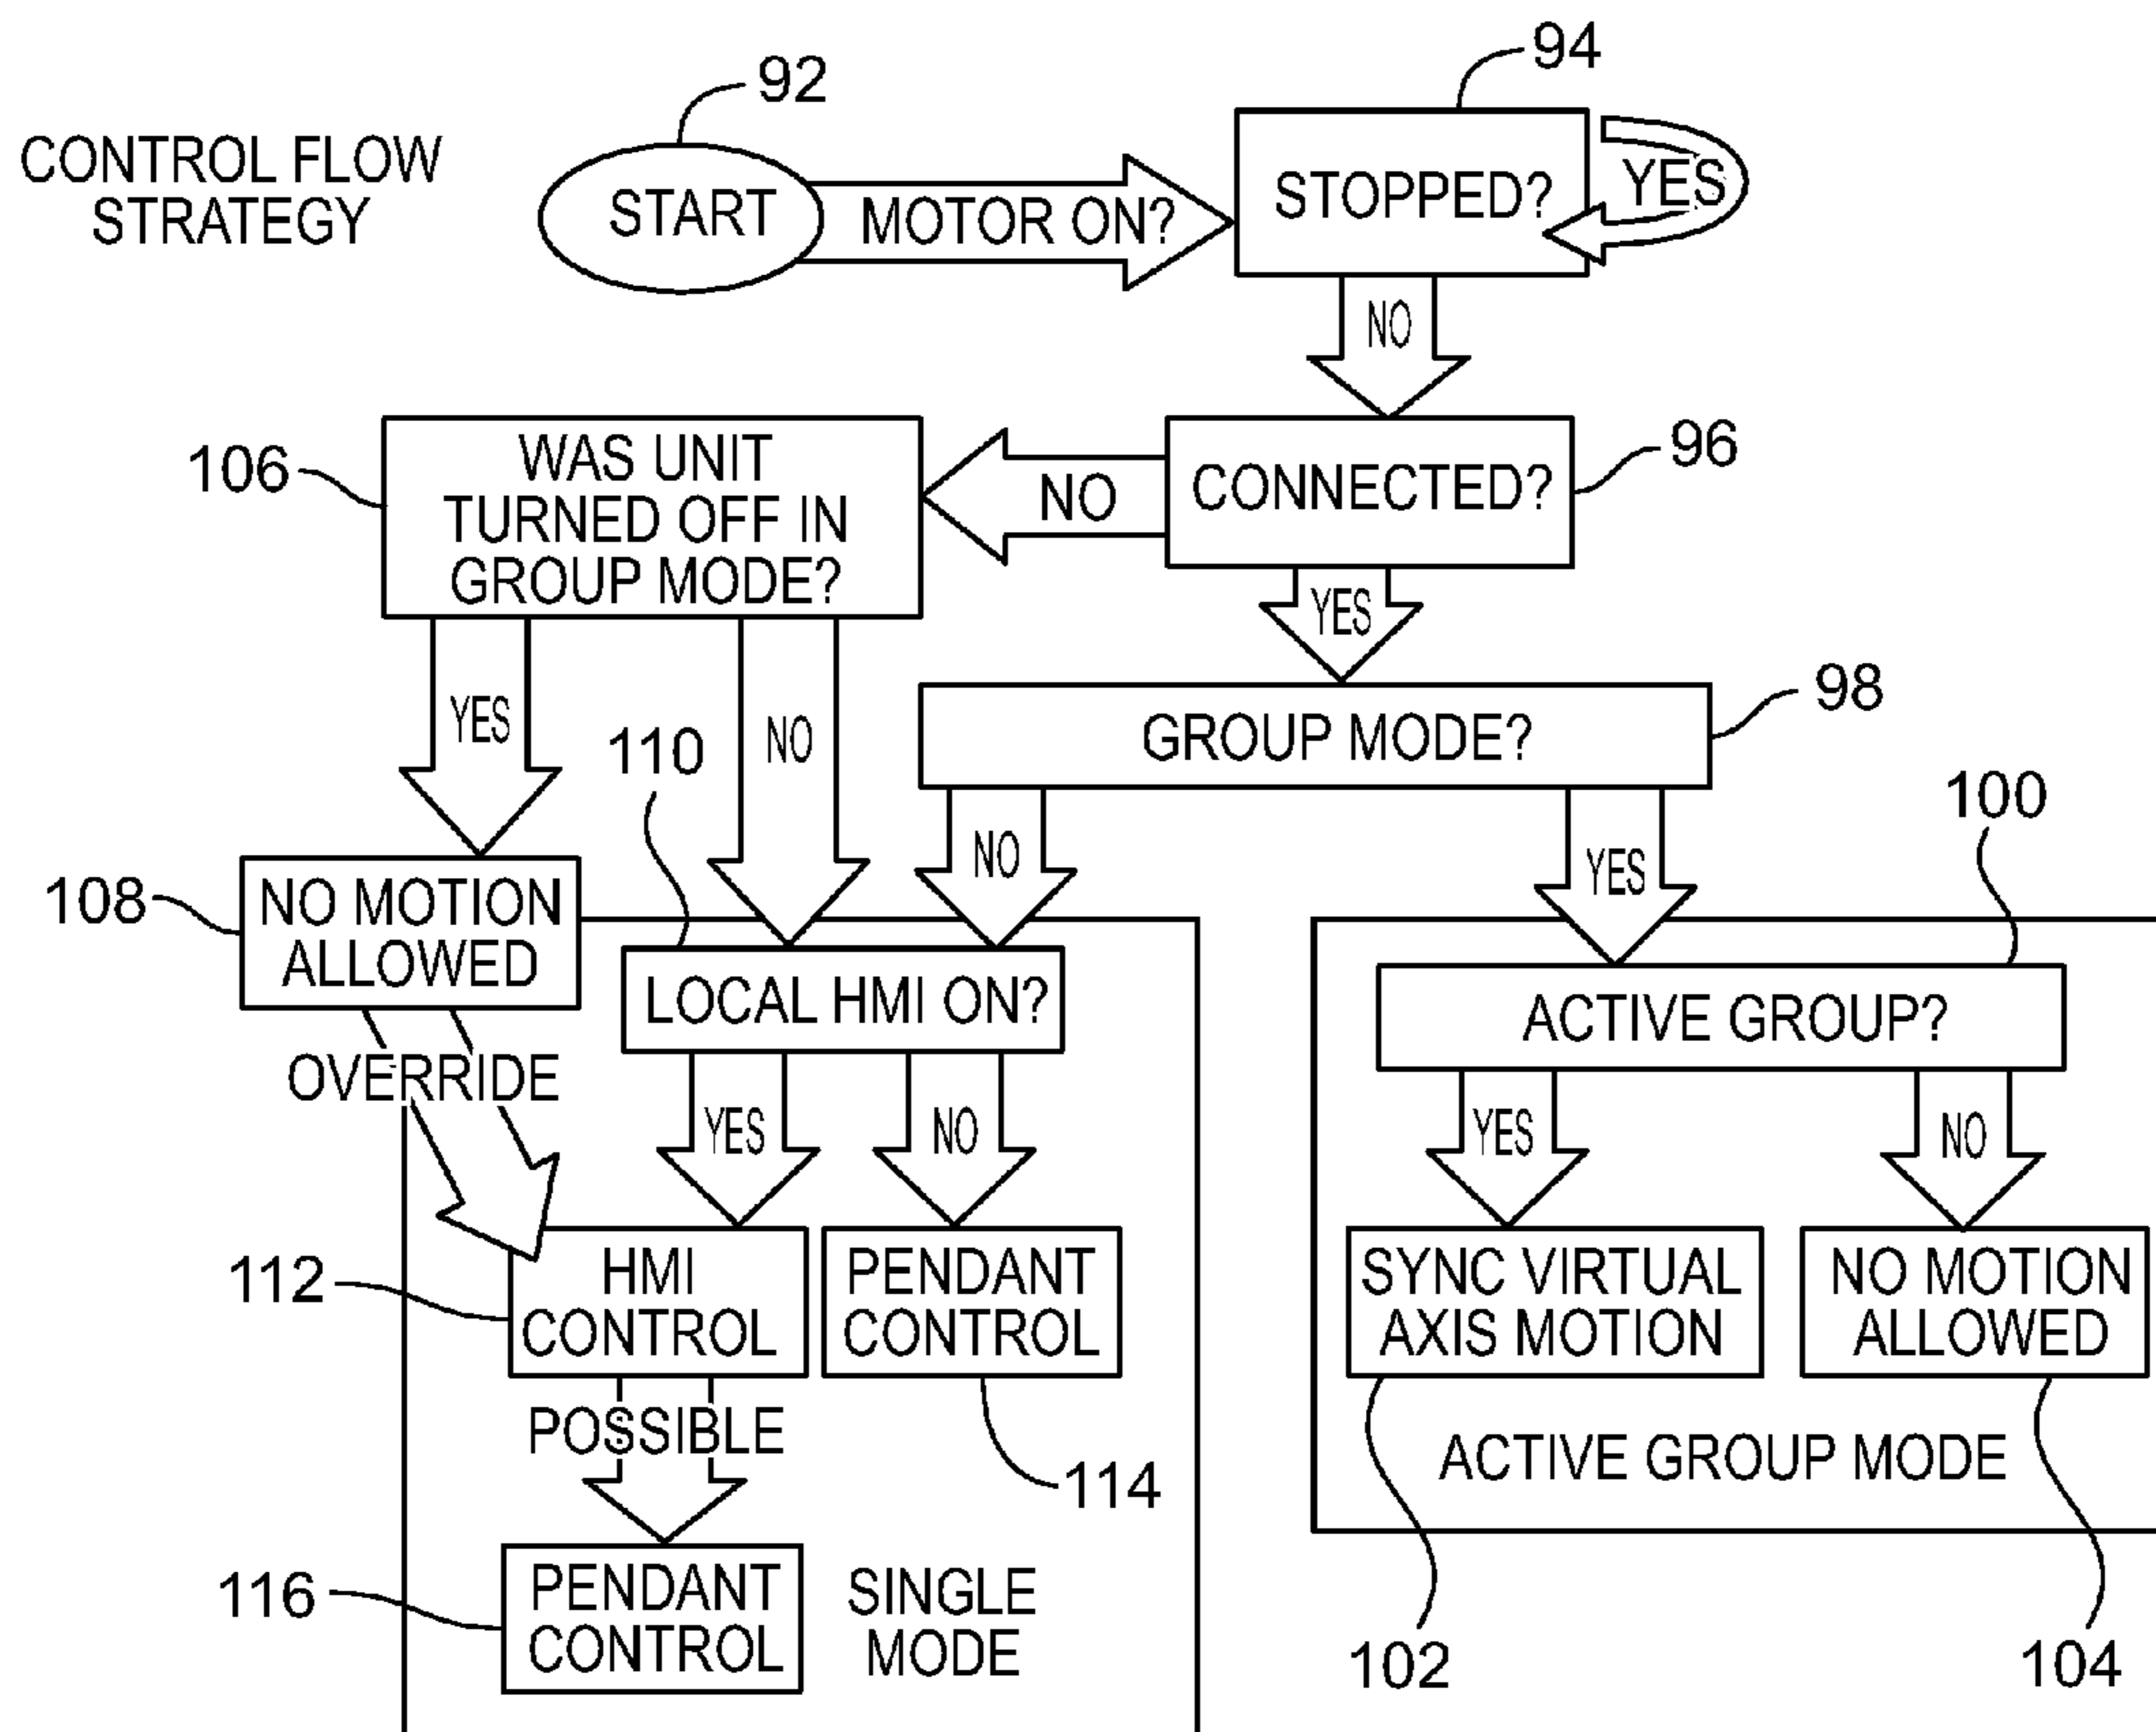 CONTROL FLOW
STRATEGY
92
START
MOTOR ON?
94
STOPPED?
YES
NO
106
WAS UNIT
TURNED OFF IN
GROUP MODE?
NO
CONNECTED?
96
YES
YES
NO
110
GROUP MODE?
98
NO
YES
100
108
NO MOTION
ALLOWED
LOCAL HMI ON?
ACTIVE GROUP?
OVERRIDE
YES
NO
YES
NO
112
HMI
CONTROL
PENDANT
CONTROL
SYNC VIRTUAL
AXIS MOTION
NO MOTION
ALLOWED
POSSIBLE
114
ACTIVE GROUP MODE
116
PENDANT
CONTROL
SINGLE
MODE
102
104